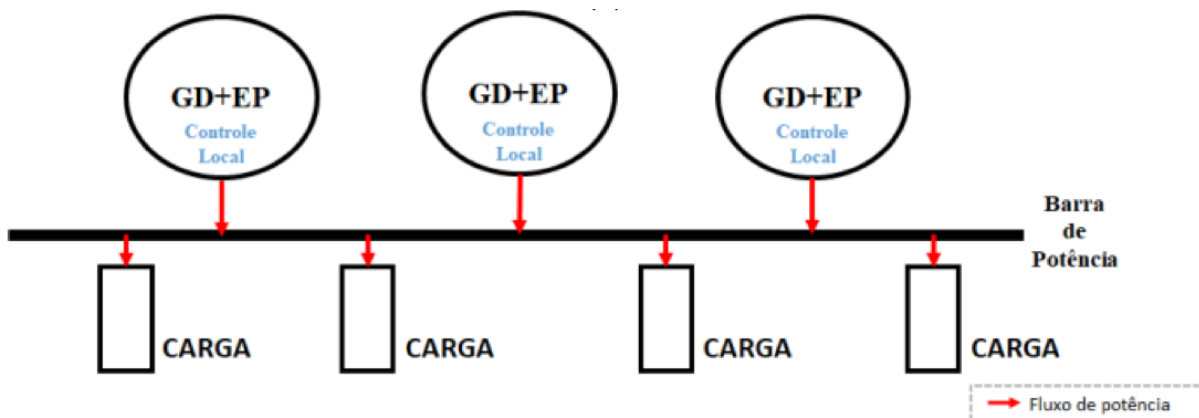 GD+EP
Controle
Local
GD+EP
Controle
Local
GD+EP
Controle
Local
Barra
de
Potência
CARGA
CARGA
CARGA
CARGA
Fluxo de potência